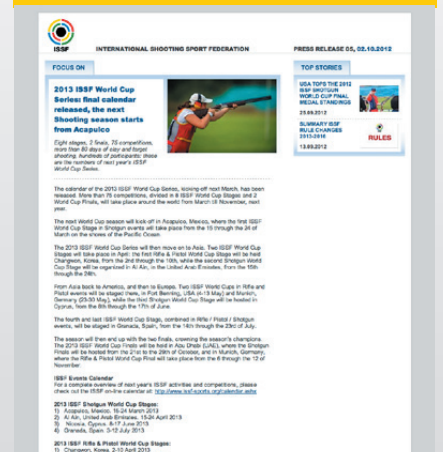 ISSF
INTERNATIONAL SHOOTING SPORT FEDERATION
PRESS RELEASE 05, 02.10.2012
FOCUS ON
2013 ISSF World Cup
Series: final calendar
released, the next
Shooting season starts
from Acapulco
Eight stages, 2 finals, 75 competitions,
more than 80 days of clay and target
shooting, hundreds of participants: these
are the numbers of next year's ISSF
World Cup Series.
The calendar of the 2013 ISSF World Cup Series, kicking-off next March, has been
released. More than 75 competitions, divided in 8 ISSF World Cup Stages and 2
World Cup Finals, will take place around the world from March till November, next
year.
The next World Cup season will kick-off in Acapulco, Mexico, where the first ISSF
World Cup Stage in Shotgun events will take place from the 15 through the 24 of
March on the shores of the Pacific Ocean.
The 2013 ISSF World Cup Series will then move on to Asia. Two ISSF World Cup
Stages will take place in April: the first Rifle & Pistol World Cup Stage will be held
Changwon, Korea, from the 2nd through the 10th, while the second Shotgun World
Cup Stage will be organized in Al Ain, in the United Arab Emirates, from the 15th
through the 24th.
From Asia back to America, and then to Europe. Two ISSF World Cups in Rifle and
Pistol events will be staged there, in Fort Benning, USA (4-13 May) and Munich,
Germany (23-30 May), while the third Shotgun World Cup Stage will be hosted in
Cyprus, from the 8th through the 17th of June.
The fourth and last ISSF World Cup Stage, combined in Rifle / Pistol / Shotgun
events, will be staged in Granada, Spain, from the 14th through the 23rd of July.
The season will then end up with the two finals, crowning the season's champions.
The 2013 ISSF World Cup Finals will be held in Abu Dhabi (UAE), where the Shotgun
Finals will be hosted from the 21st to the 29th of October, and in Munich, Germany,
where the Rifle & Pistol World Cup Final will take place from the 6 through the 12 of
November.
ISSF Events Calendar
For a complete overview of next year's ISSF activities and competitions, please
check out the ISSF on-line calendar at: http://www.issf-sports.org/calendar.ashx
2013 ISSF Shotgun World Cup Stages:
1) Acapulco, Mexico. 15-24 March 2013
2) Al Ain, United Arab Emirates. 15-24 April 2013
3) Nicosia, Cyprus. 8-17 June 2013
4) Granada, Spain. 3-12 July 2013
2013 ISSF Rifle & Pistol World Cup Stages:
1) Changwon, Korea. 2-10 April 2013
TOP STORIES
USA TOPS THE 2012
ISSF SHOTGUN
WORLD CUP FINAL
MEDAL STANDINGS
25.09.2012
SUMMARY ISSF
RULE CHANGES
2013-2016
13.09.2012
RULES